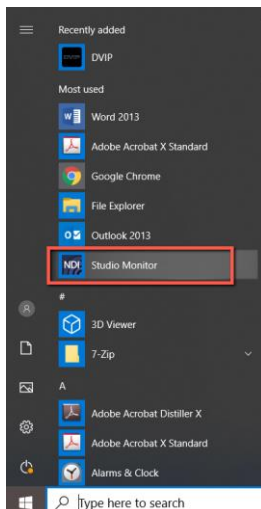 Recently added
DVIP
DVIP
Most used
Word 2013
Adobe Acrobat X Standard
Google Chrome
File Explorer
Outlook 2013
NDI Studio Monitor
#
3D Viewer
7-Zip
A
Adobe Acrobat Distiller X
Adobe Acrobat X Standard
Alarms & Clock
Type here to search